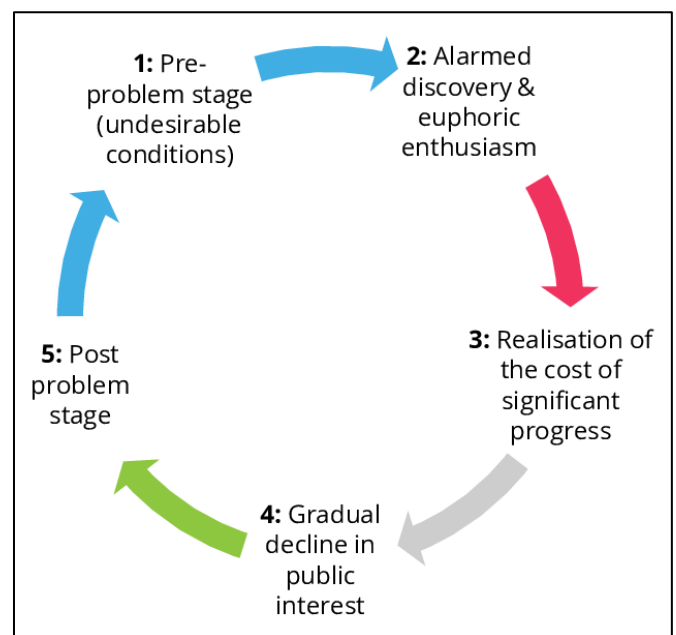 1: Pre-
problem stage
(undesirable
conditions)
2: Alarmed
discovery &
euphoric
enthusiasm
3: Realisation of
the cost of
significant
progress
4: Gradual
decline in
public
interest
5: Post
problem
stage